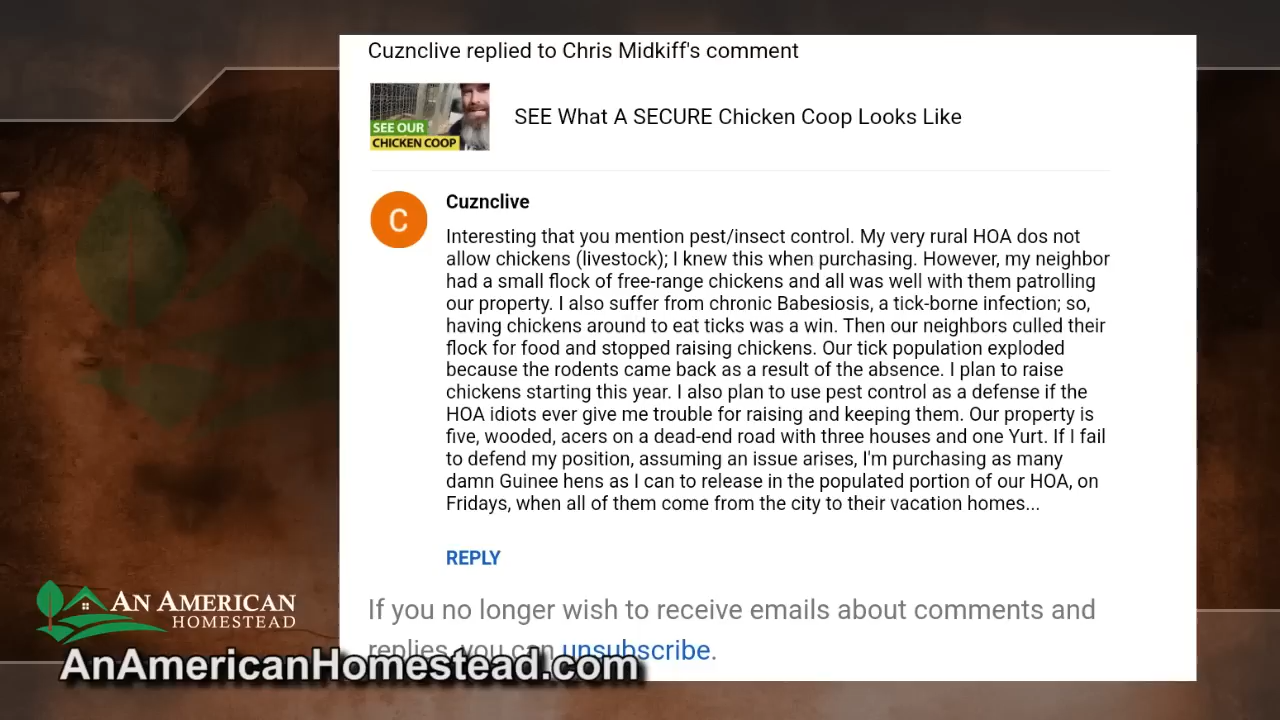 Cuznclive replied to Chris Midkiff's comment
SEE OUR
CHICKEN COOP
SEE What A SECURE Chicken Coop Looks Like
C
Cuznclive
Interesting that you mention pest/insect control. My very rural HOA dos not
allow chickens (livestock); I knew this when purchasing. However, my neighbor
had a small flock of free-range chickens and all was well with them patrolling
our property. I also suffer from chronic Babesiosis, a tick-borne infection; so,
having chickens around to eat ticks was a win. Then our neighbors culled their
flock for food and stopped raising chickens. Our tick population exploded
because the rodents came back as a result of the absence. I plan to raise
chickens starting this year. I also plan to use pest control as a defense if the
HOA idiots ever give me trouble for raising and keeping them. Our property is
five, wooded, acers on a dead-end road with three houses and one Yurt. If I fail
to defend my position, assuming an issue arises, I'm purchasing as many
damn Guinee hens as I can to release in the populated portion of our HOA, on
Fridays, when all of them come from the city to their vacation homes...
REPLY
If you no longer wish to receive emails about comments and
replies you can unsubscribe.
AN AMERICAN
HOMESTEAD
AnAmericanHomestead.com